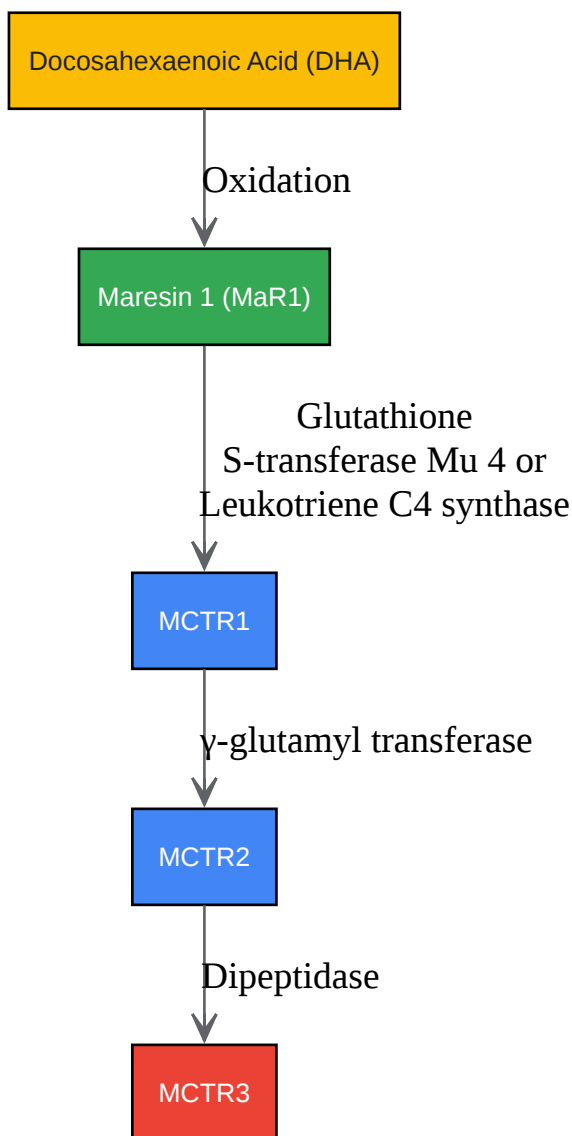 Docosahexaenoic Acid (DHA)
Oxidation
Maresin 1 (MaR1)
Glutathione
S-transferase Mu 4 or
Leukotriene C4 synthase
MCTR1
γ-glutamyl transferase
MCTR2
Dipeptidase
MCTR3